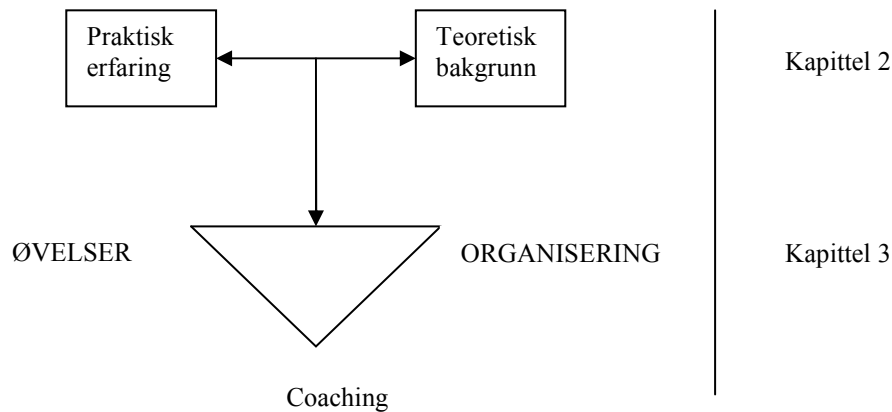 Praktisk
erfaring
Teoretisk
bakgrunn
Kapittel 2
ØVELSER
ORGANISERING
Kapittel 3
Coaching